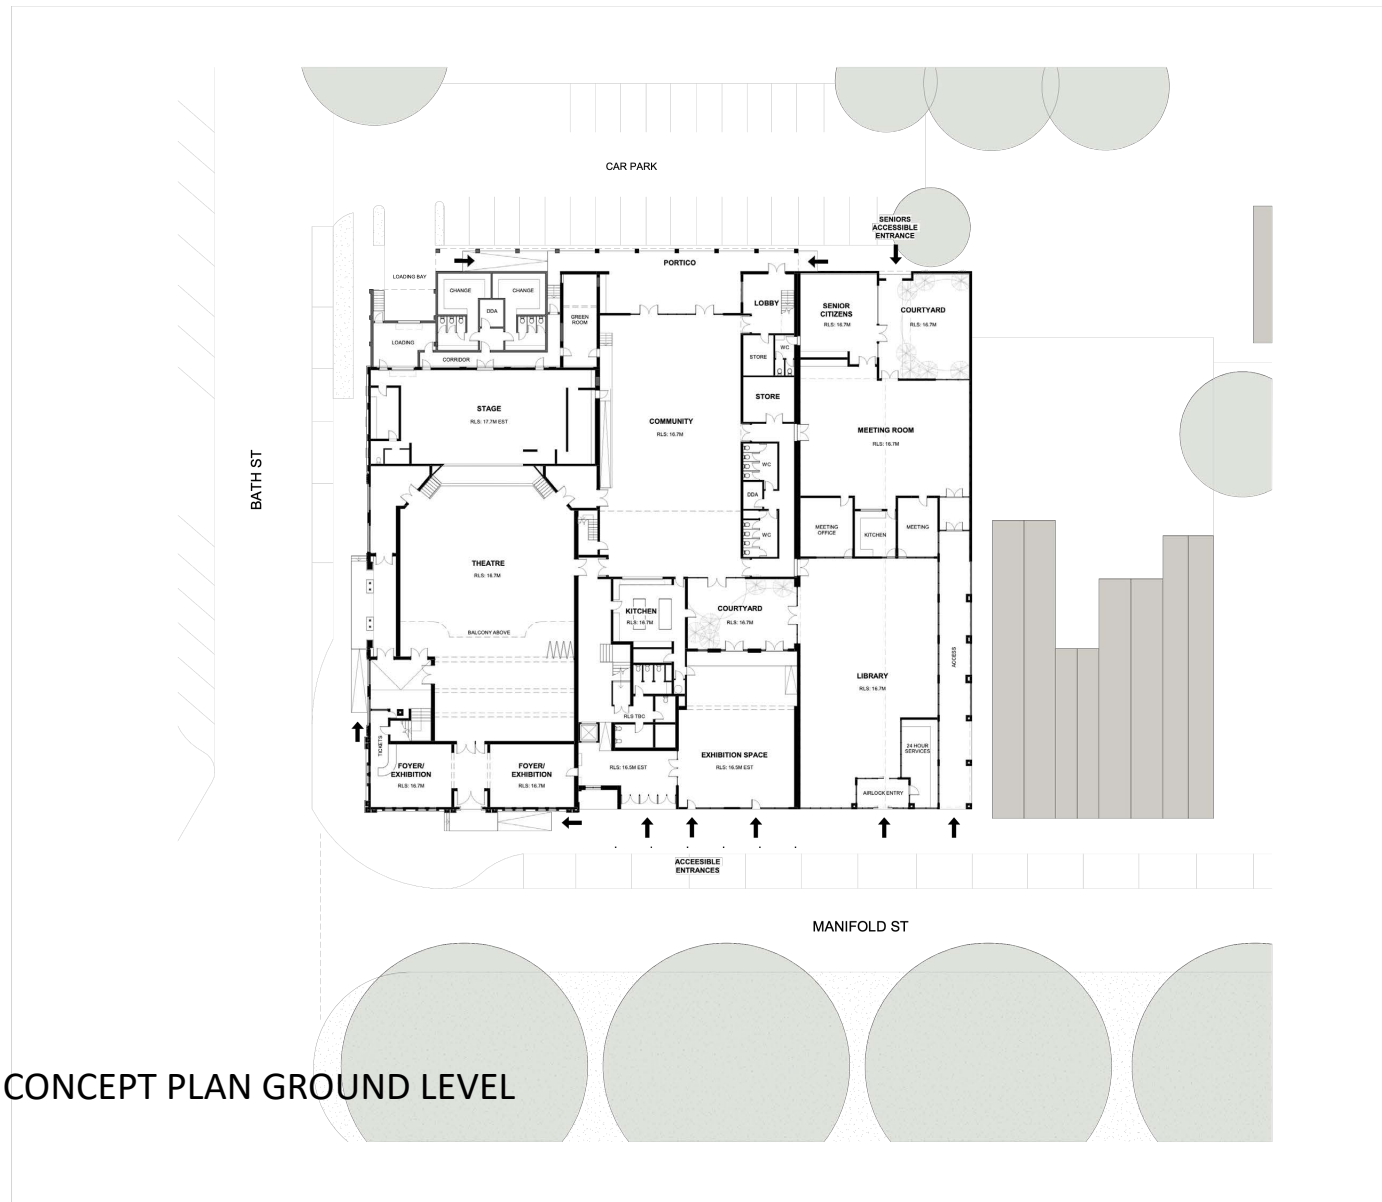 CAR PARK
SENIORS
ACCESSIBLE
ENTRANCE
PORTICO
LOADING BAY
CHANGE
CHANGE
DDA
GREEN
ROOM
LOBBY
SENIOR
CITIZENS
RLS: 16.7M
COURTYARD
RLS: 16.7M
LOADING
CORRIDOR
STORE
WC
STORE
STAGE
RLS: 17.7M EST
COMMUNITY
RLS: 16.7M
MEETING ROOM
RLS: 16.7M
BATH ST
WC
DDA
WC
MEETING
OFFICE
KITCHEN
MEETING
THEATRE
RLS: 16.7M
BALCONY ABOVE
KITCHEN
RLS: 16.7M
COURTYARD
RLS: 16.7M
ACCESS
LIBRARY
RLS: 16.7M
RLS TBC
TICKETS
24 HOUR
SERVICES
FOYER/
EXHIBITION
RLS: 16.7M
FOYER/
EXHIBITION
RLS: 16.7M
RLS: 16.5M EST
EXHIBITION SPACE
RLS: 16.5M EST
AIRLOCK ENTRY
ACCEESIBLE
ENTRANCES
MANIFOLD ST
CONCEPT PLAN GROUND LEVEL